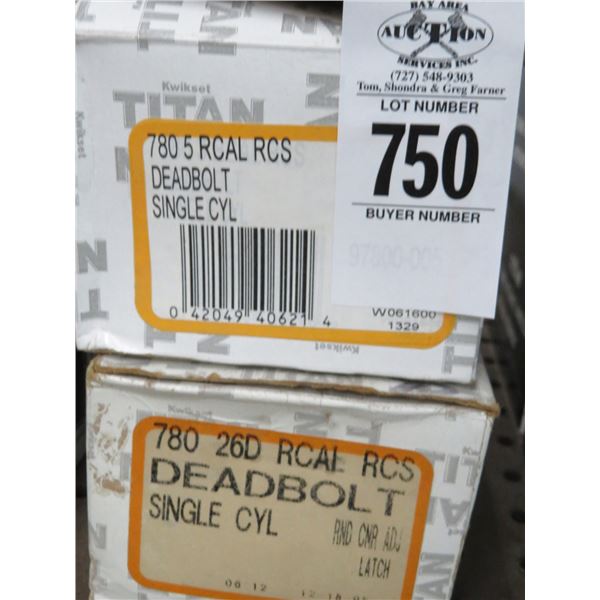 BAY AREA
AUCTION
SERVICES INC.
(727) 548-9303
Tom, Shondra & Greg Farner
LOT NUMBER
750
BUYER NUMBER
Kwikset
TITAN
Kwikset
780 5 RCAL RCS
DEADBOLT
SINGLE CYL
97800-005
0 42049 40621 4
W061600
1329
Kwikset
Kwikset
780 26D RCAL RCS
DEADBOLT
SINGLE CYL
RND CNR ADJ
LATCH